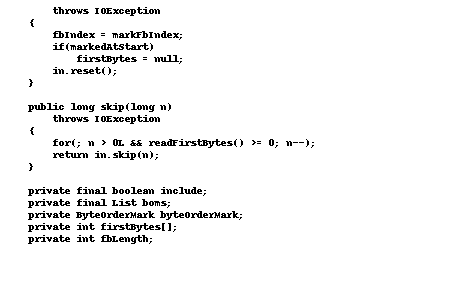 throws IOException
{
fbIndex = markFbIndex;
if(markedAtStart)
firstBytes = null;
in.reset();
}
public long skip(long n)
throws IOException
{
for(; n > 0L && readFirstBytes() >= 0; n--);
return in.skip(n);
}
private final boolean include;
private final List boms;
private ByteOrderMark byteOrderMark;
private int firstBytes[];
private int fbLength;